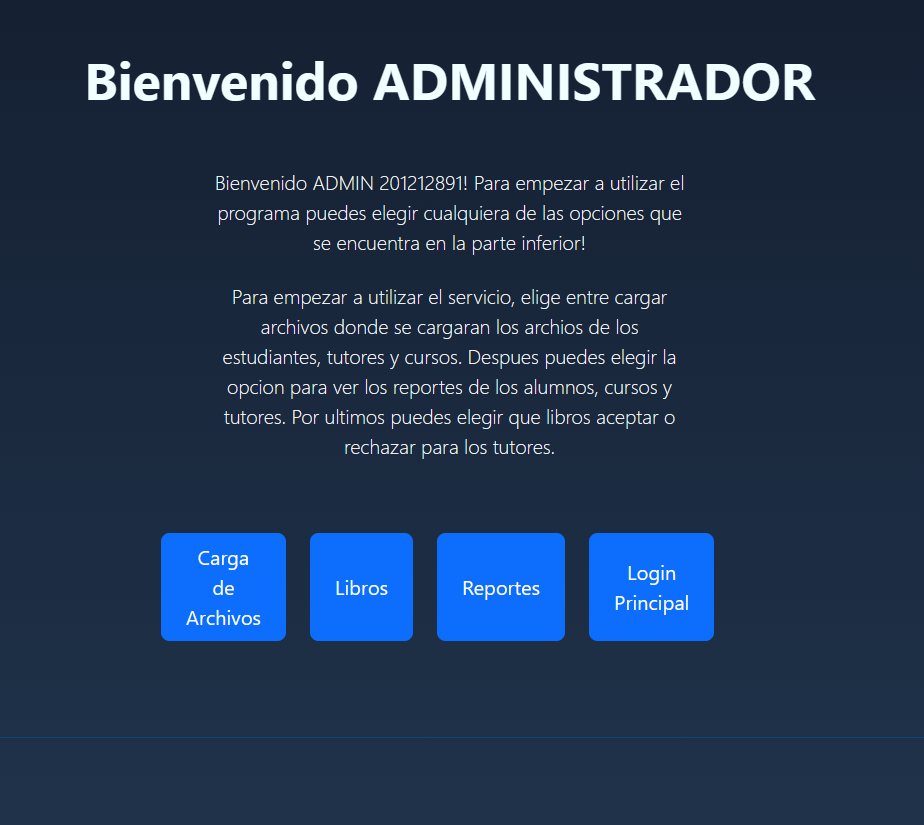 Bienvenido ADMINISTRADOR
Bienvenido ADMIN 201212891! Para empezar a utilizar el
programa puedes elegir cualquiera de las opciones que
se encuentra en la parte inferior!
Para empezar a utilizar el servicio, elige entre cargar
archivos donde se cargaran los archios de los
estudiantes, tutores y cursos. Despues puedes elegir la
opcion para ver los reportes de los alumnos, cursos y
tutores. Por ultimos puedes elegir que libros aceptar o
rechazar para los tutores.
Carga
de
Archivos
Libros
Reportes
Login
Principal